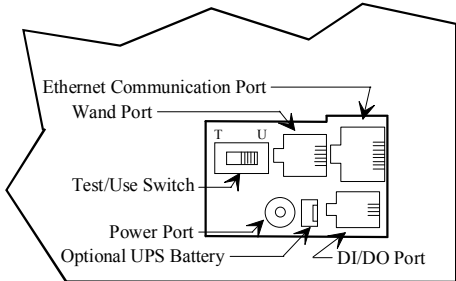 Ethernet Communication Port
Wand Port
T U
Test/Use Switch
Power Port
Optional UPS Battery
DI/DO Port